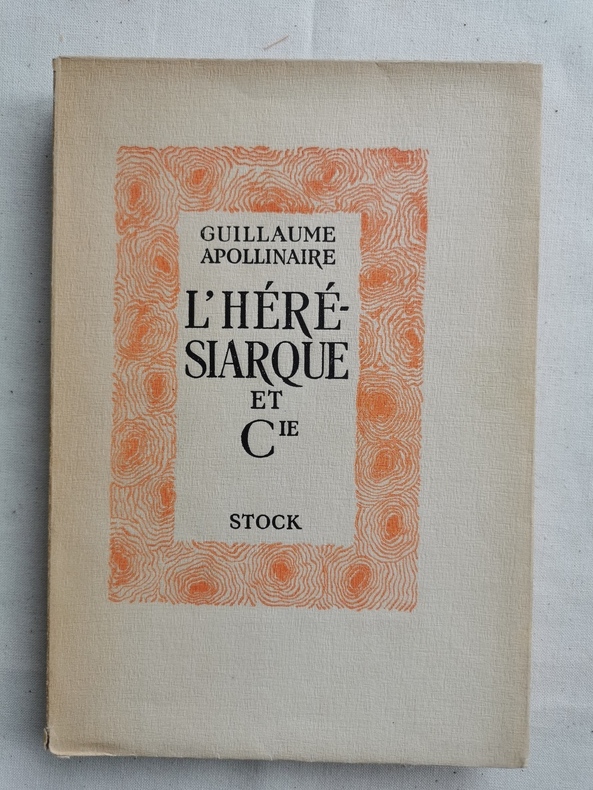 GUILLAUME
APOLLINAIRE
L'HÉRÉ-
SIARQUE
ET
CIE
STOCK